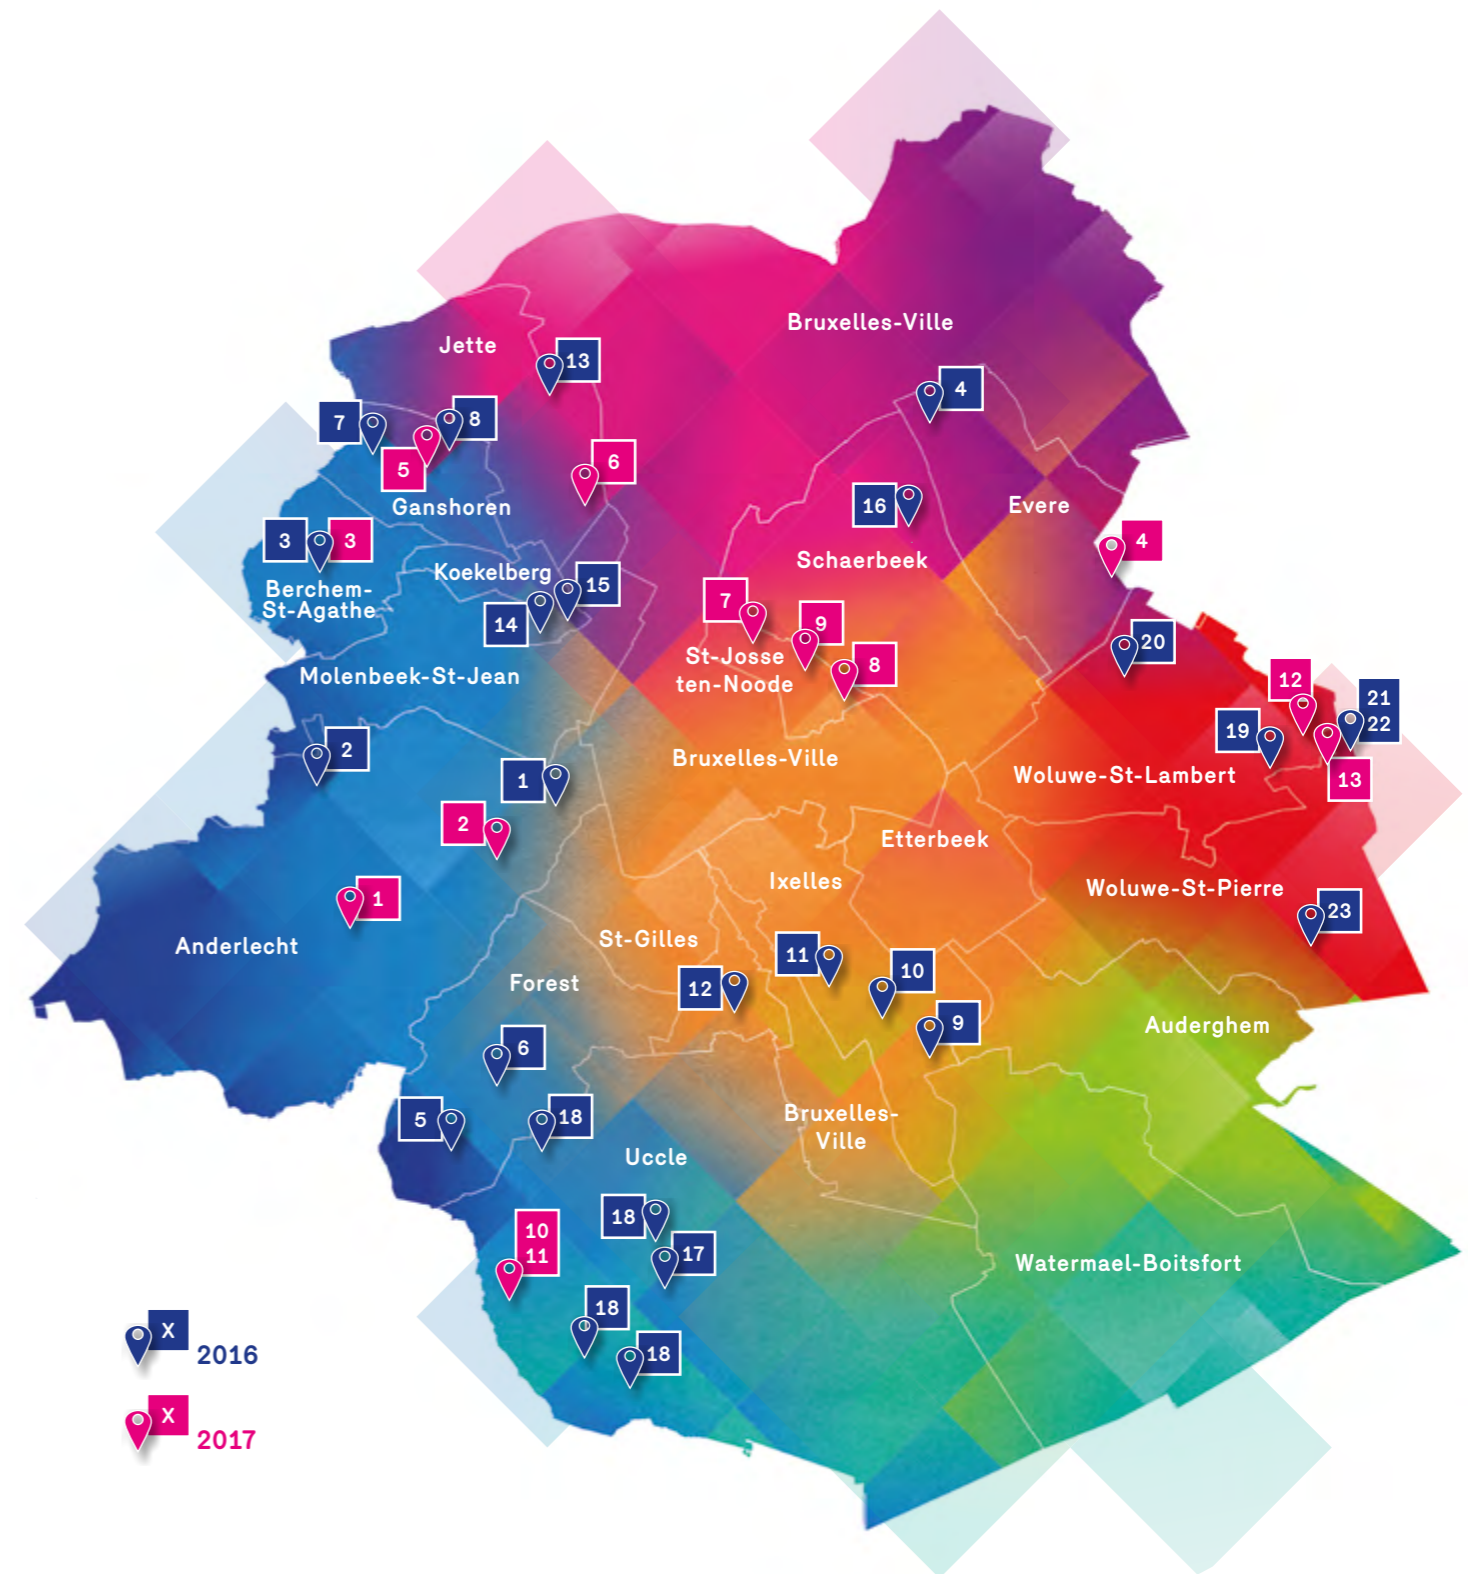 Bruxelles-Ville
Jette
13
4
7
8
5
6
16
Evere
Ganshoren
3
3
4
Schaerbeek
Koekelberg
15
Berchem-
St-Agathe
7
14
9
20
St-Josse
ten-Noode
8
Molenbeek-St-Jean
12
21
22
19
2
1
Bruxelles-Ville
Woluwe-St-Lambert
13
2
Etterbeek
Ixelles
Woluwe-St-Pierre
1
23
Anderlecht
St-Gilles
11
10
Forest
12
9
Auderghem
6
5
18
Bruxelles-
Ville
Uccle
18
10
11
17
Watermael-Boitsfort
18
18
X
2016
X
2017